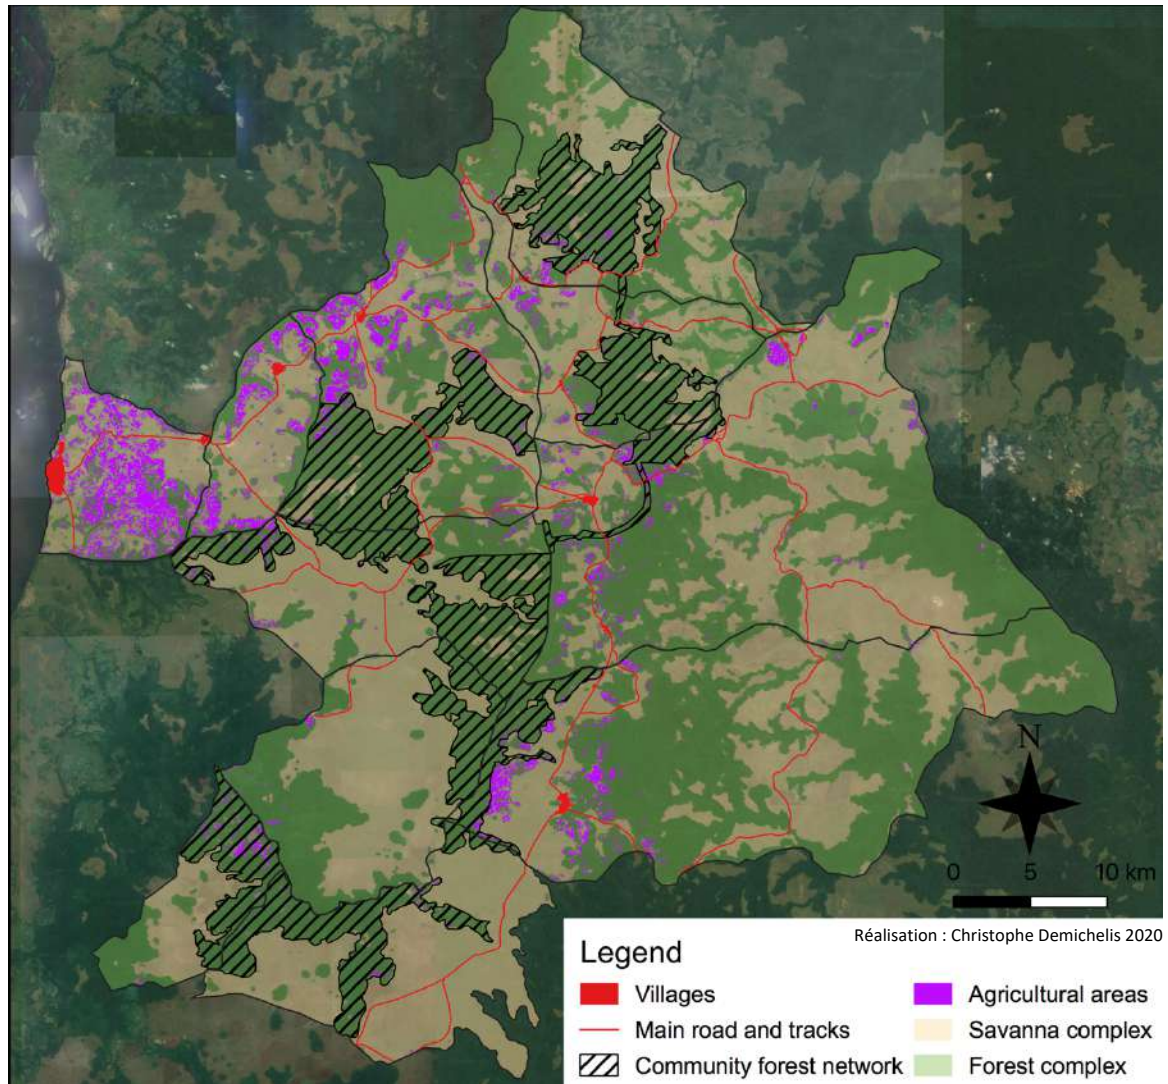 N
0 5 10 km
Réalisation : Christophe Demichelis 2020
Legend
Villages
Main road and tracks
Community forest network
Agricultural areas
Savanna complex
Forest complex